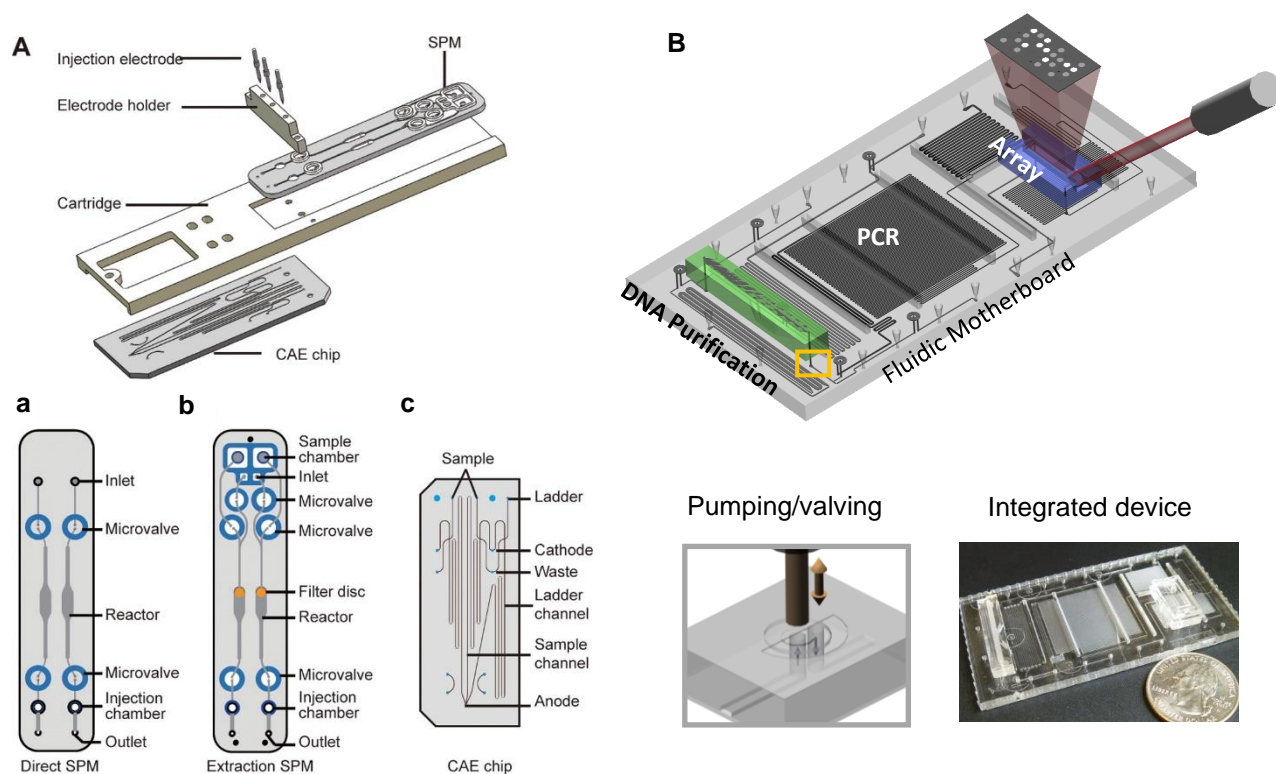 A
Injection electrode
SPM
Electrode holder
Cartridge
CAE chip
B
Array
PCR
DNA Purification
Fluidic Motherboard
a
Inlet
Microvalve
Reactor
Microvalve
Injection
chamber
Outlet
Direct SPM
b
Sample
chamber
Inlet
Microvalve
Microvalve
Filter disc
Reactor
Microvalve
Injection
chamber
Outlet
Extraction SPM
c
Sample
Ladder
Cathode
Waste
Ladder
channel
Sample
channel
Anode
CAE chip
Pumping/valving
Integrated device